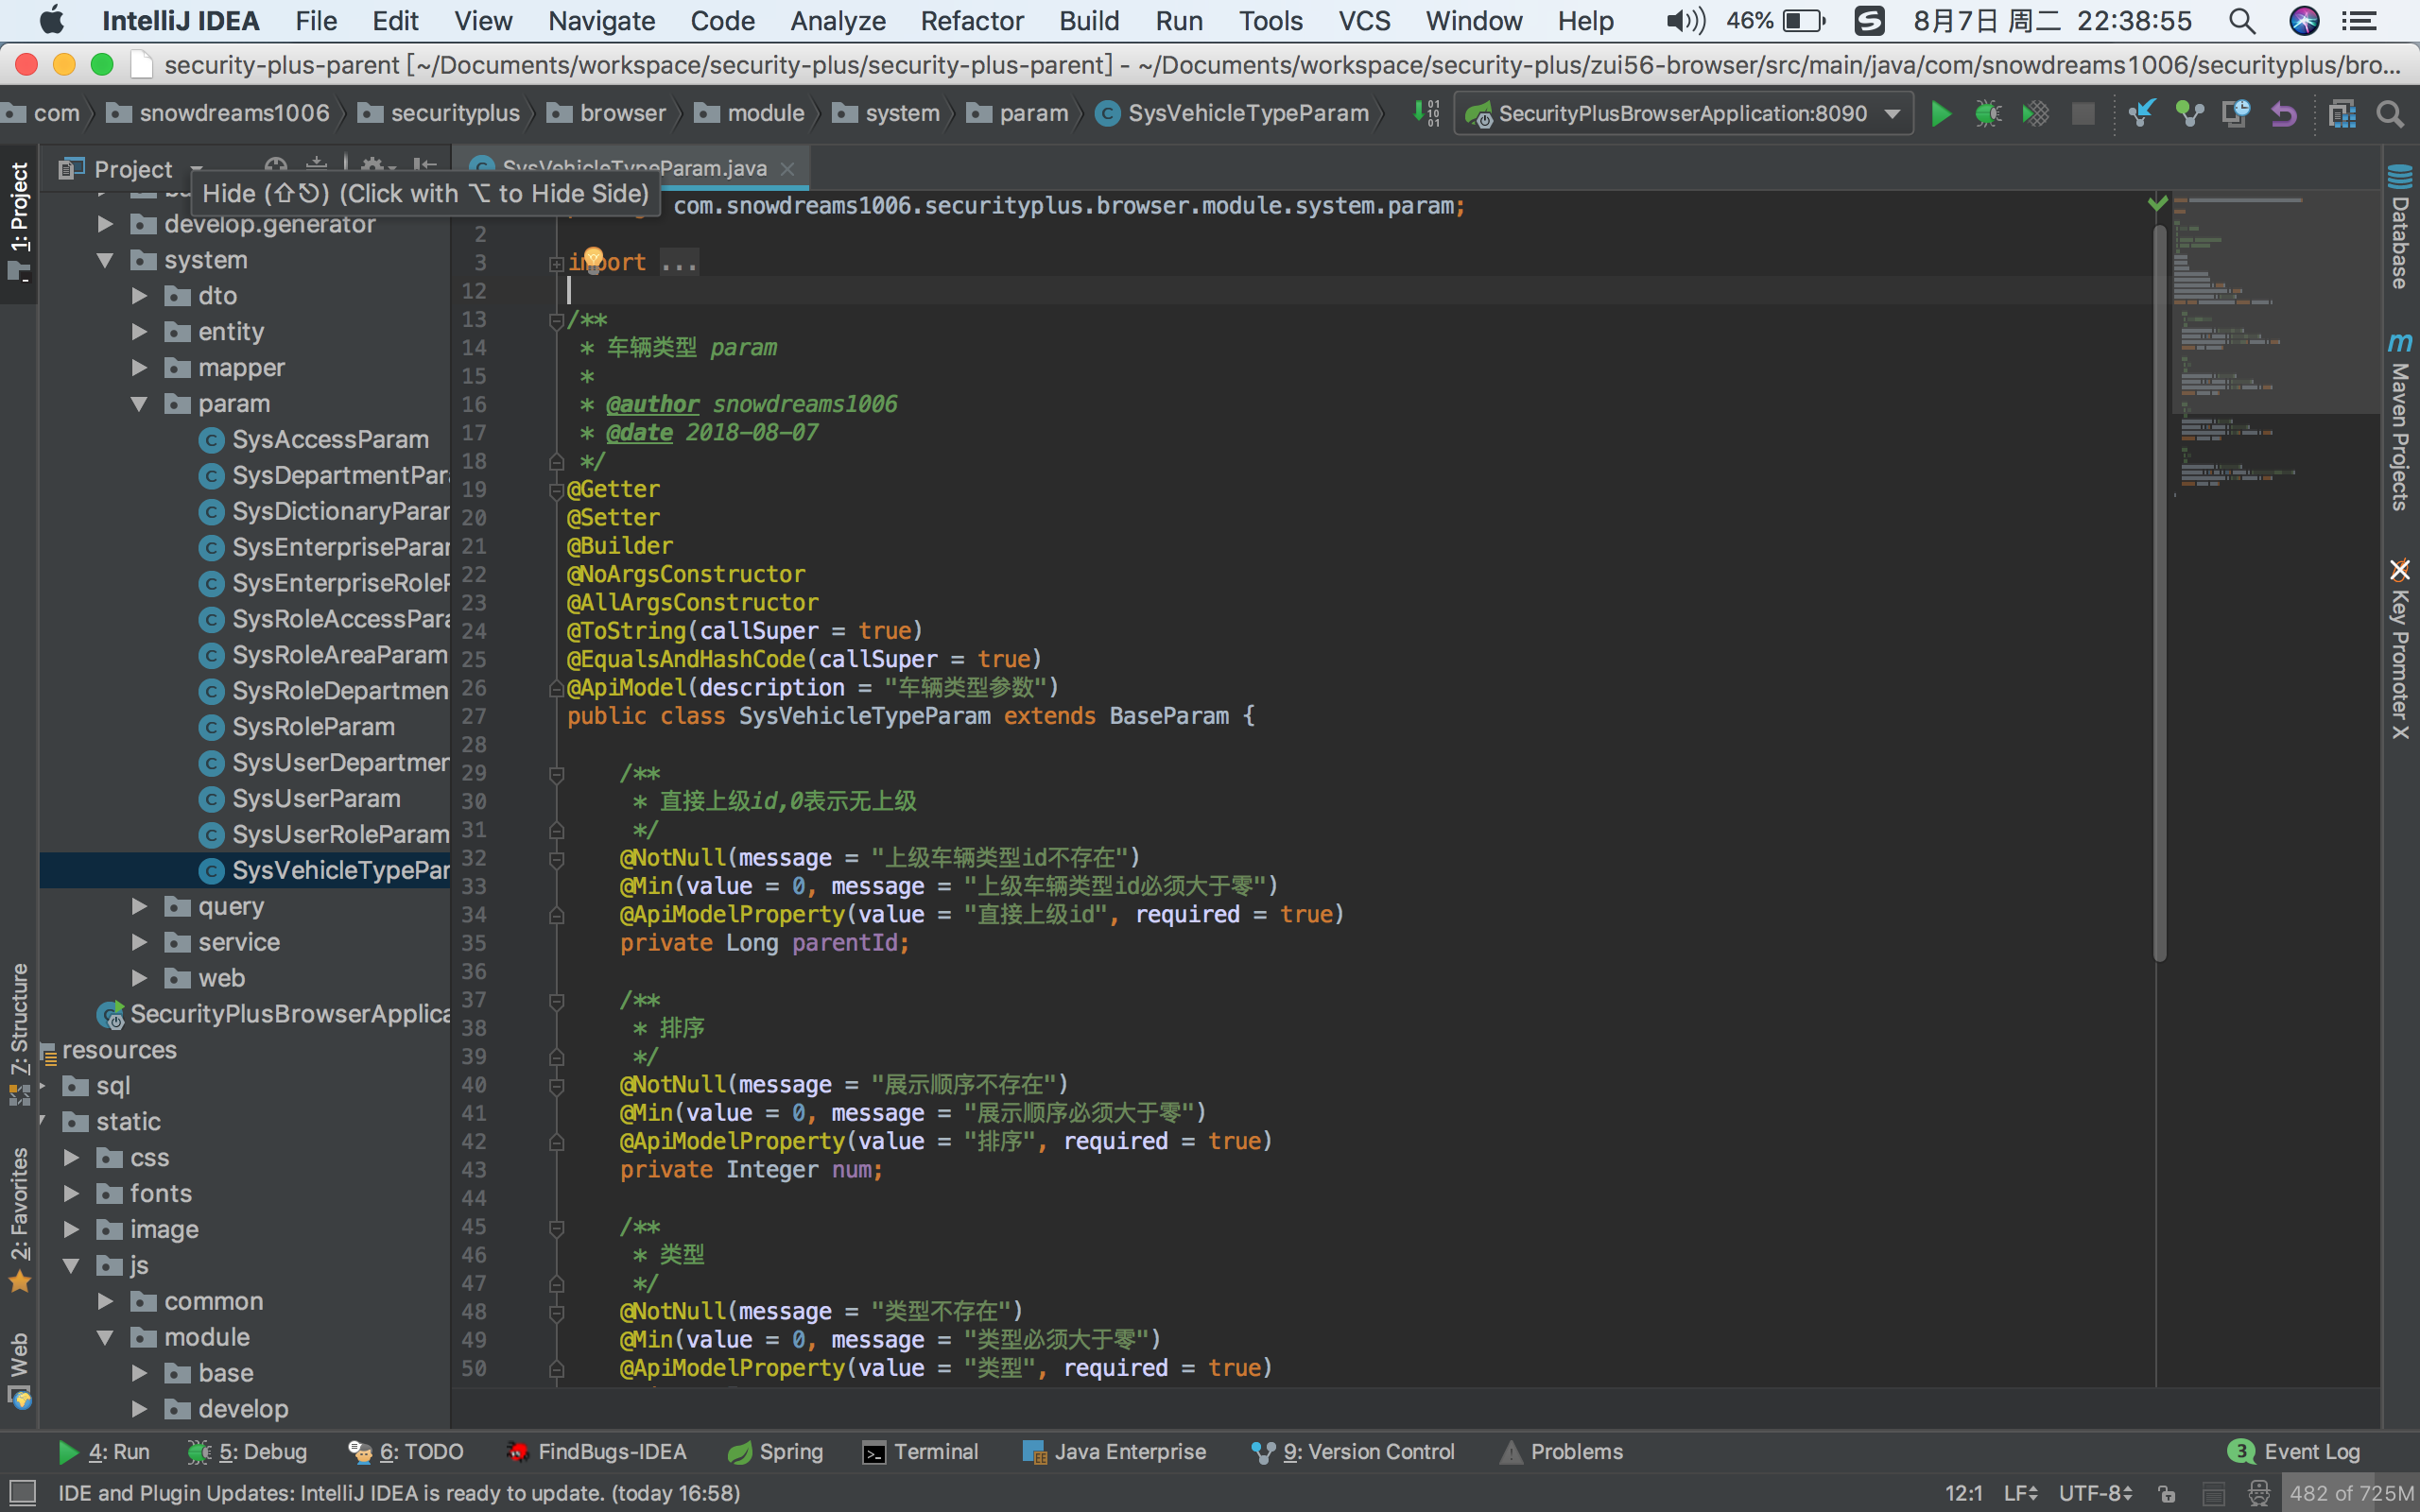 IntelliJ IDEA File Edit View Navigate Code Analyze Refactor Build Run Tools VCS Window Help 46% 8月7日 周二 22:38:55
security-plus-parent [~/Documents/workspace/security-plus/security-plus-parent] - ~/Documents/workspace/security-plus/zui56-browser/src/main/java/com/snowdreams1006/securityplus/bro...
com snowdreams1006 securityplus browser module system param SysVehicleTypeParam SecurityPlusBrowserApplication:8090
Project SysVehicleTypeParam.java
Hide (⇧⎋) (Click with ⌥ to Hide Side)
1: Project
7: Structure
2: Favorites
Web
develop.generator
system
dto
entity
mapper
param
SysAccessParam
SysDepartmentPar
SysDictionaryParar
SysEnterpriseParar
SysEnterpriseRole
SysRoleAccessPara
SysRoleAreaParam
SysRoleDepartmen
SysRoleParam
SysUserDepartmer
SysUserParam
SysUserRoleParam
SysVehicleTypePar
query
service
web
SecurityPlusBrowserApplica
resources
sql
static
css
fonts
image
js
common
module
base
develop
com.snowdreams1006.securityplus.browser.module.system.param;
2
3 import ...
12
13 /**
14 * 车辆类型 param
15 *
16 * @author snowdreams1006
17 * @date 2018-08-07
18 */
19 @Getter
20 @Setter
21 @Builder
22 @NoArgsConstructor
23 @AllArgsConstructor
24 @ToString(callSuper = true)
25 @EqualsAndHashCode(callSuper = true)
26 @ApiModel(description = "车辆类型参数")
27 public class SysVehicleTypeParam extends BaseParam {
28
29 /**
30 * 直接上级id,0表示无上级
31 */
32 @NotNull(message = "上级车辆类型id不存在")
33 @Min(value = 0, message = "上级车辆类型id必须大于零")
34 @ApiModelProperty(value = "直接上级id", required = true)
35 private Long parentId;
36
37 /**
38 * 排序
39 */
40 @NotNull(message = "展示顺序不存在")
41 @Min(value = 0, message = "展示顺序必须大于零")
42 @ApiModelProperty(value = "排序", required = true)
43 private Integer num;
44
45 /**
46 * 类型
47 */
48 @NotNull(message = "类型不存在")
49 @Min(value = 0, message = "类型必须大于零")
50 @ApiModelProperty(value = "类型", required = true)
Database
Maven Projects
Key Promoter X
4: Run 5: Debug 6: TODO FindBugs-IDEA Spring Terminal Java Enterprise 9: Version Control Problems 3 Event Log
IDE and Plugin Updates: IntelliJ IDEA is ready to update. (today 16:58) 12:1 LF UTF-8 482 of 725M